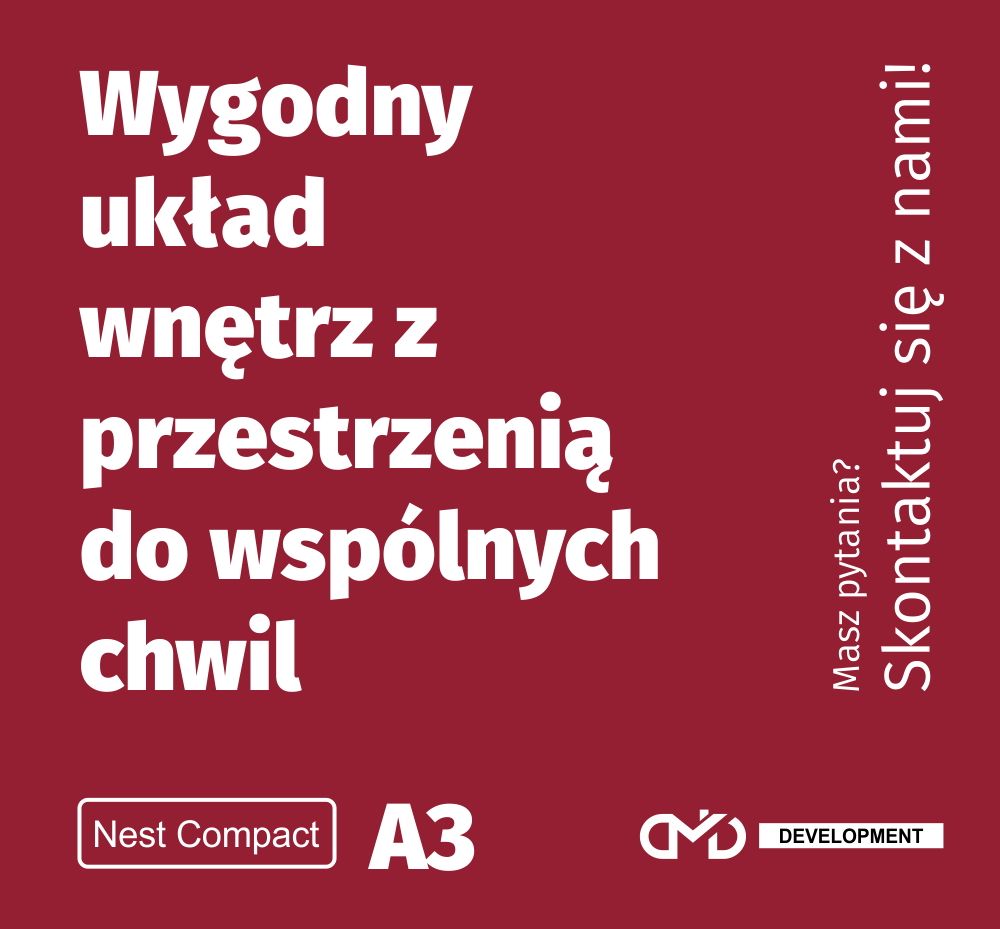 Wygodny
układ
wnętrz z
przestrzenią
do wspólnych
chwil
Masz pytania?
Skontaktuj się z nami!
Nest Compact
A3
DEVELOPMENT